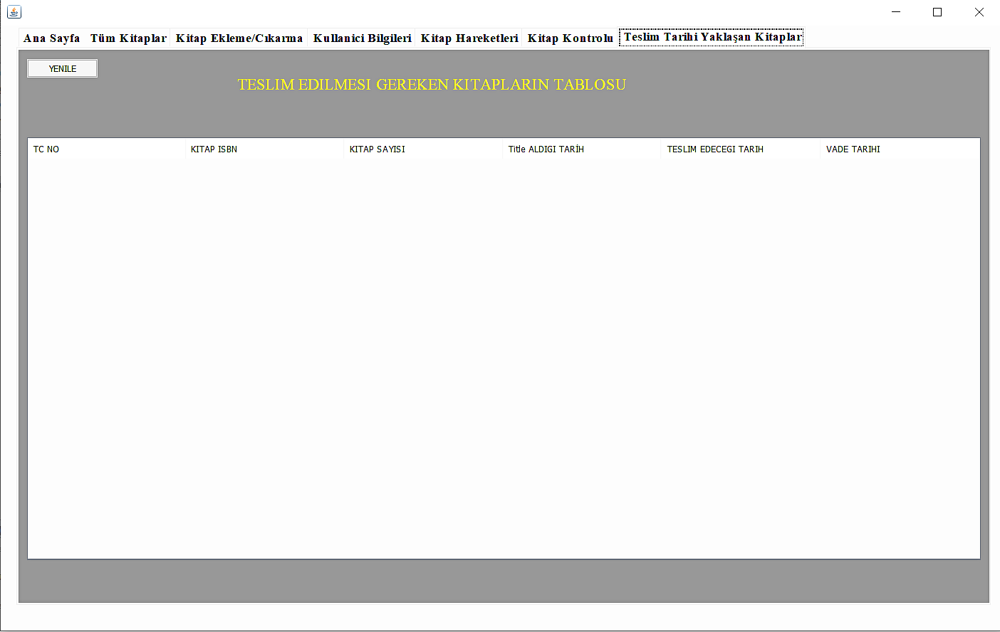 Ana Sayfa Tüm Kitaplar Kitap Ekleme/Cıkarma Kullanici Bilgileri Kitap Hareketleri Kitap Kontrolu Teslim Tarihi Yaklaşan Kitaplar
YENILE
TESLIM EDILMESI GEREKEN KITAPLARIN TABLOSU
TC NO KITAP ISBN KITAP SAYISI Title ALDIGI TARİH TESLIM EDECEGI TARIH VADE TARIHI